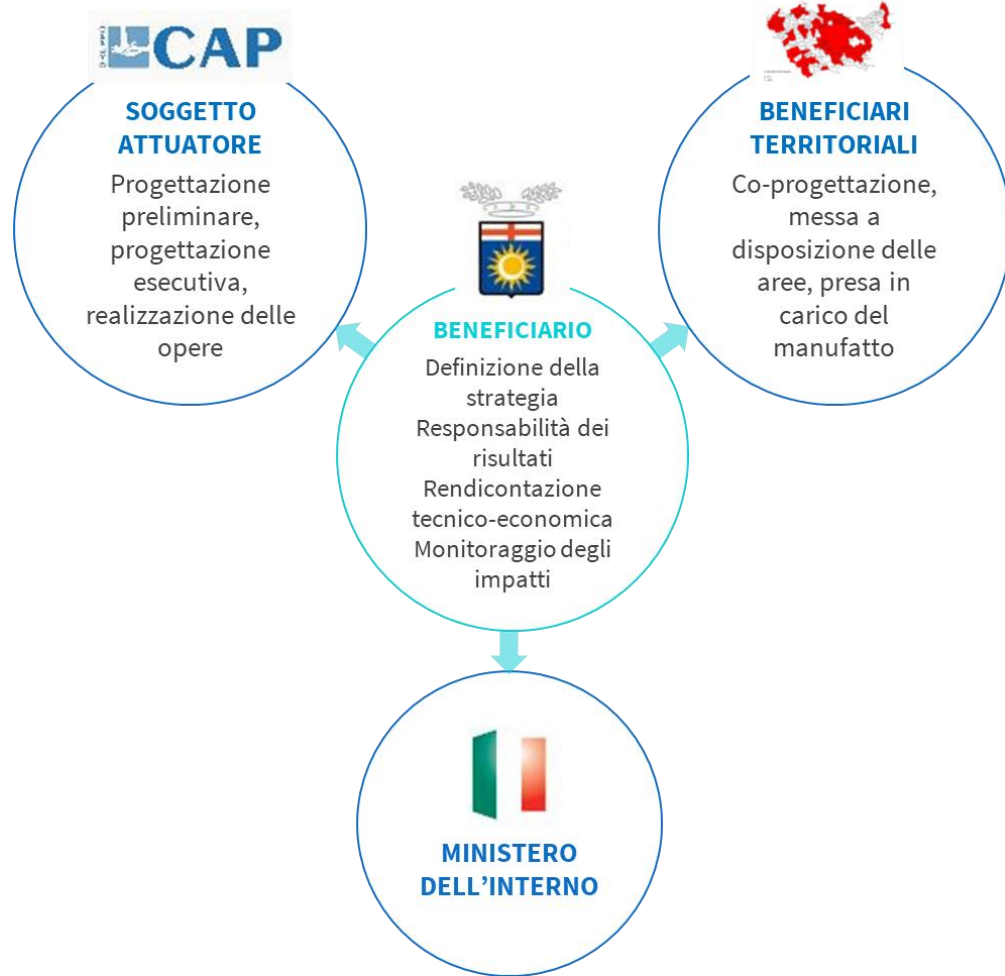 CAP
SOGGETTO
ATTUATORE
Progettazione
preliminare,
progettazione
esecutiva,
realizzazione delle
opere
BENEFICIARI
TERRITORIALI
Co-progettazione,
messa a
disposizione delle
aree, presa in
carico del
manufatto
BENEFICIARIO
Definizione della
strategia
Responsabilità dei
risultati
Rendicontazione
tecnico-economica
Monitoraggio degli
impatti
MINISTERO
DELL’INTERNO